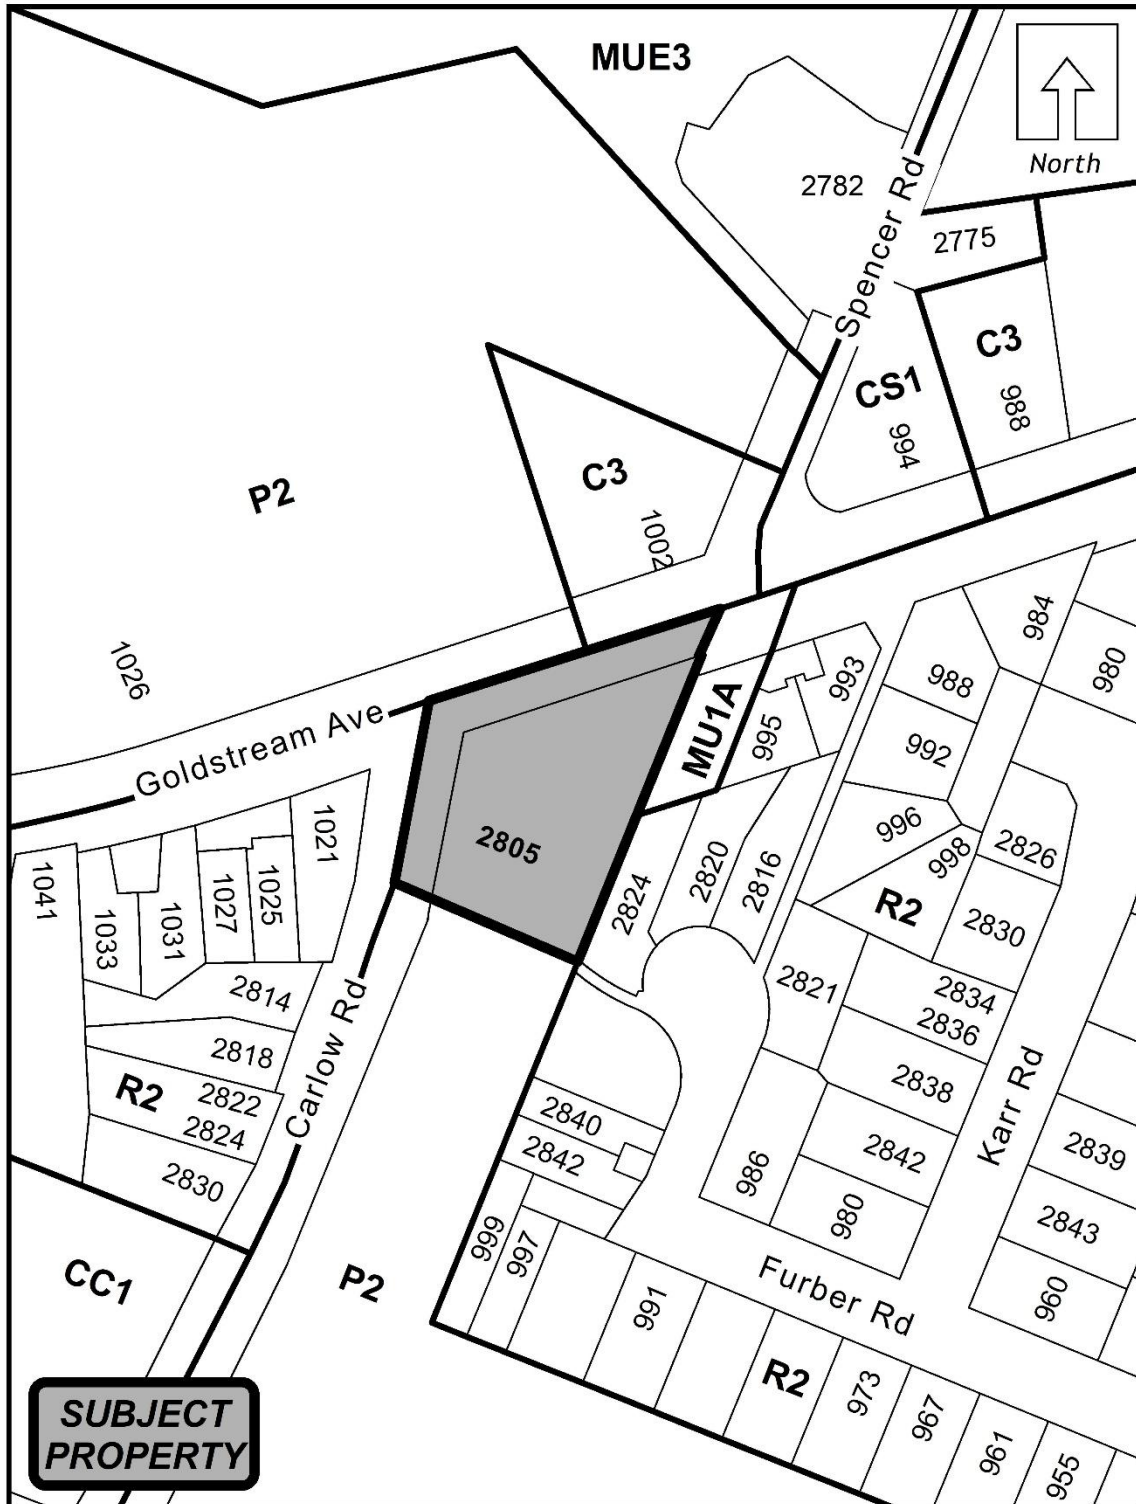 MUE3
North
2782
Spencer Rd
2775
C3
988
CS1
994
C3
1002
P2
1026
Goldstream Ave
984
980
988
993
995
MU1A
992
996
998
2826
R2
2830
2805
2824
2820
2816
1021
1041
1033
1031
1027
1025
2814
2818
R2
2822
2824
2830
Carlow Rd
2821
2834
2836
2838
2842
Karr Rd
2840
2842
986
980
2839
2843
960
999
997
991
Furber Rd
CC1
P2
R2
973
967
961
955
SUBJECT
PROPERTY